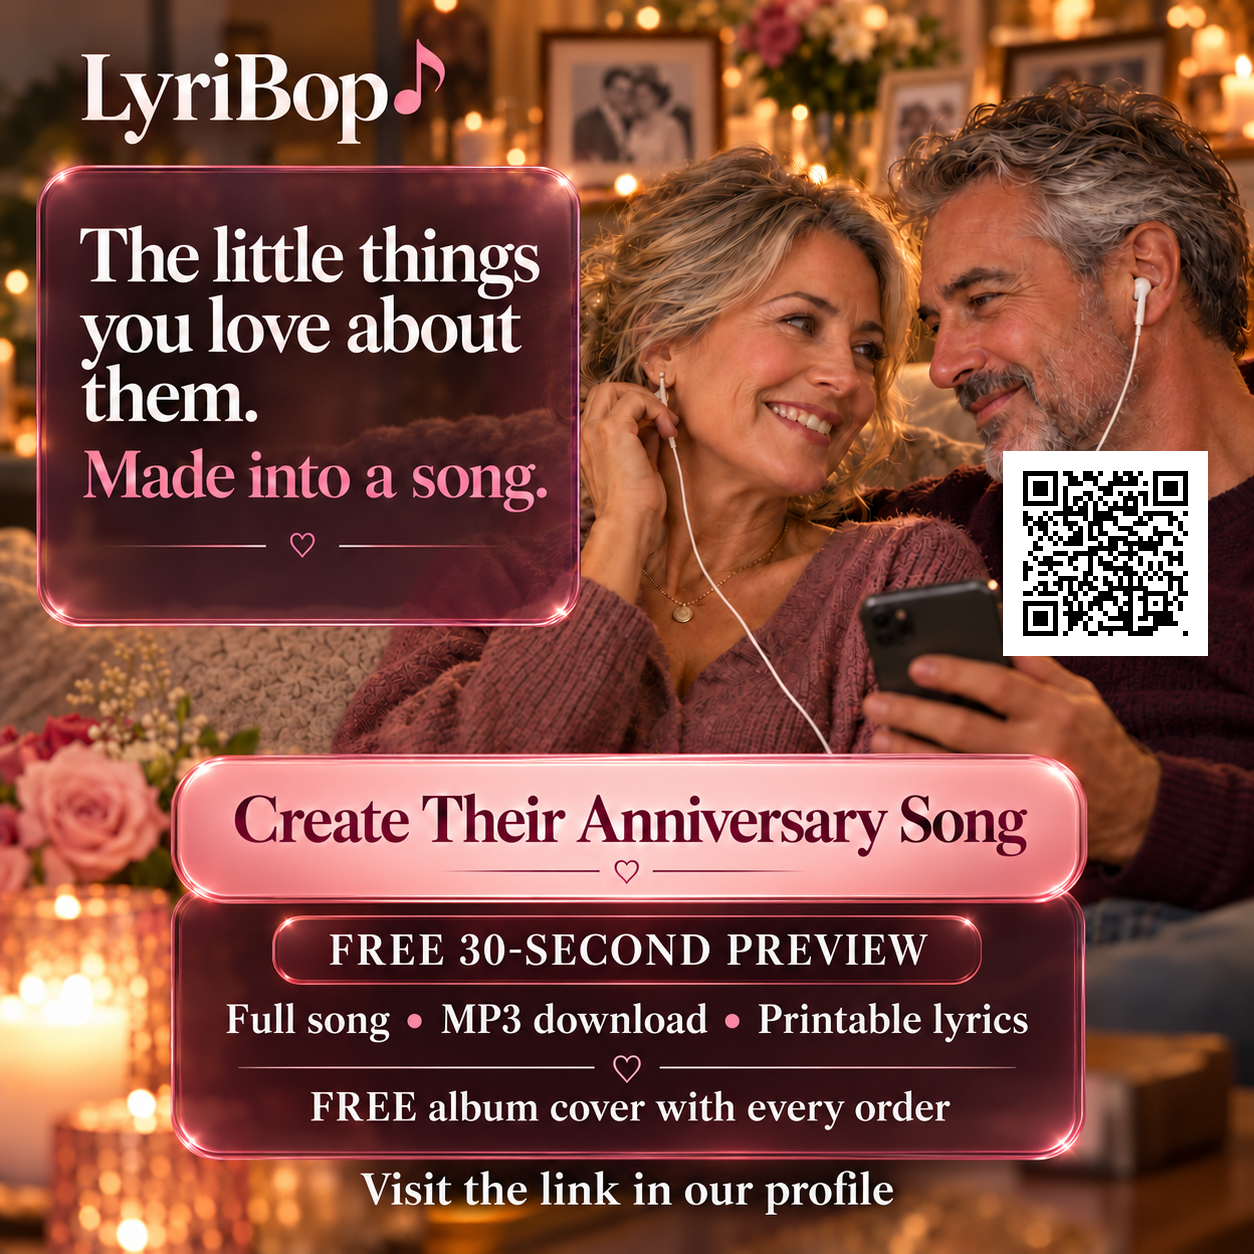 LyriBop
The little things
you love about
them.
Made into a song.
Create Their Anniversary Song
FREE 30-SECOND PREVIEW
Full song • MP3 download • Printable lyrics
FREE album cover with every order
Visit the link in our profile